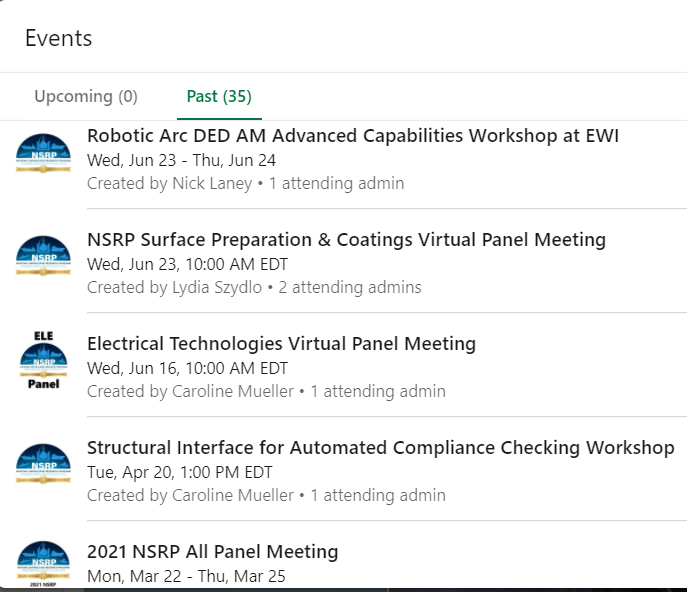 Events
Upcoming (0)
Past (35)
NSRP
Robotic Arc DED AM Advanced Capabilities Workshop at EWI
Wed, Jun 23 - Thu, Jun 24
Created by Nick Laney • 1 attending admin
NSRP
NSRP Surface Preparation & Coatings Virtual Panel Meeting
Wed, Jun 23, 10:00 AM EDT
Created by Lydia Szydlo • 2 attending admins
ELE
NSRP
Panel
Electrical Technologies Virtual Panel Meeting
Wed, Jun 16, 10:00 AM EDT
Created by Caroline Mueller • 1 attending admin
NSRP
Structural Interface for Automated Compliance Checking Workshop
Tue, Apr 20, 1:00 PM EDT
Created by Caroline Mueller • 1 attending admin
NSRP
2021 NSRP
2021 NSRP All Panel Meeting
Mon, Mar 22 - Thu, Mar 25